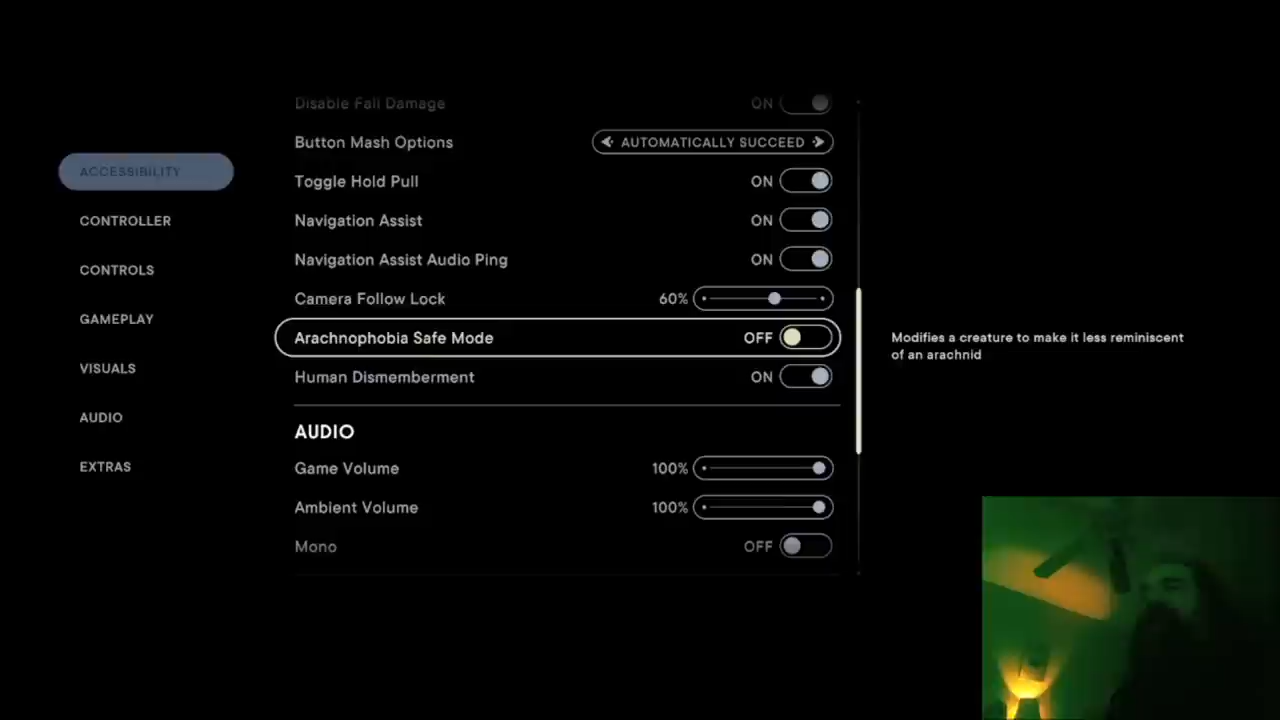 Disable Fall Damage ON
Button Mash Options AUTOMATICALLY SUCCEED
ACCESSIBILITY
Toggle Hold Pull ON
CONTROLLER
Navigation Assist ON
Navigation Assist Audio Ping ON
CONTROLS
Camera Follow Lock 60%
GAMEPLAY
Arachnophobia Safe Mode OFF
Modifies a creature to make it less reminiscent
of an arachnid
VISUALS
Human Dismemberment ON
AUDIO
AUDIO
EXTRAS
Game Volume 100%
Ambient Volume 100%
Mono OFF